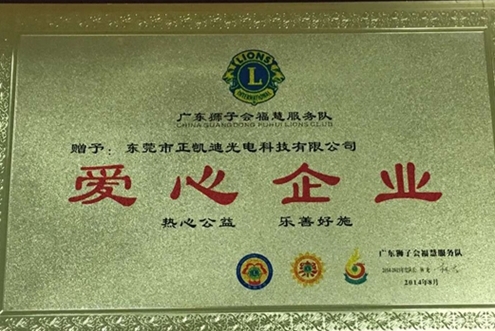 LIONS
L
INTERNATIONAL
广东狮子会福慧服务队
CHINA GUANGDONG FUHUI LIONS CLUB
赠予：东莞市正凯迪光电科技有限公司
爱心企业
热心公益 乐善好施
广东狮子会福慧服务队
2014年8月